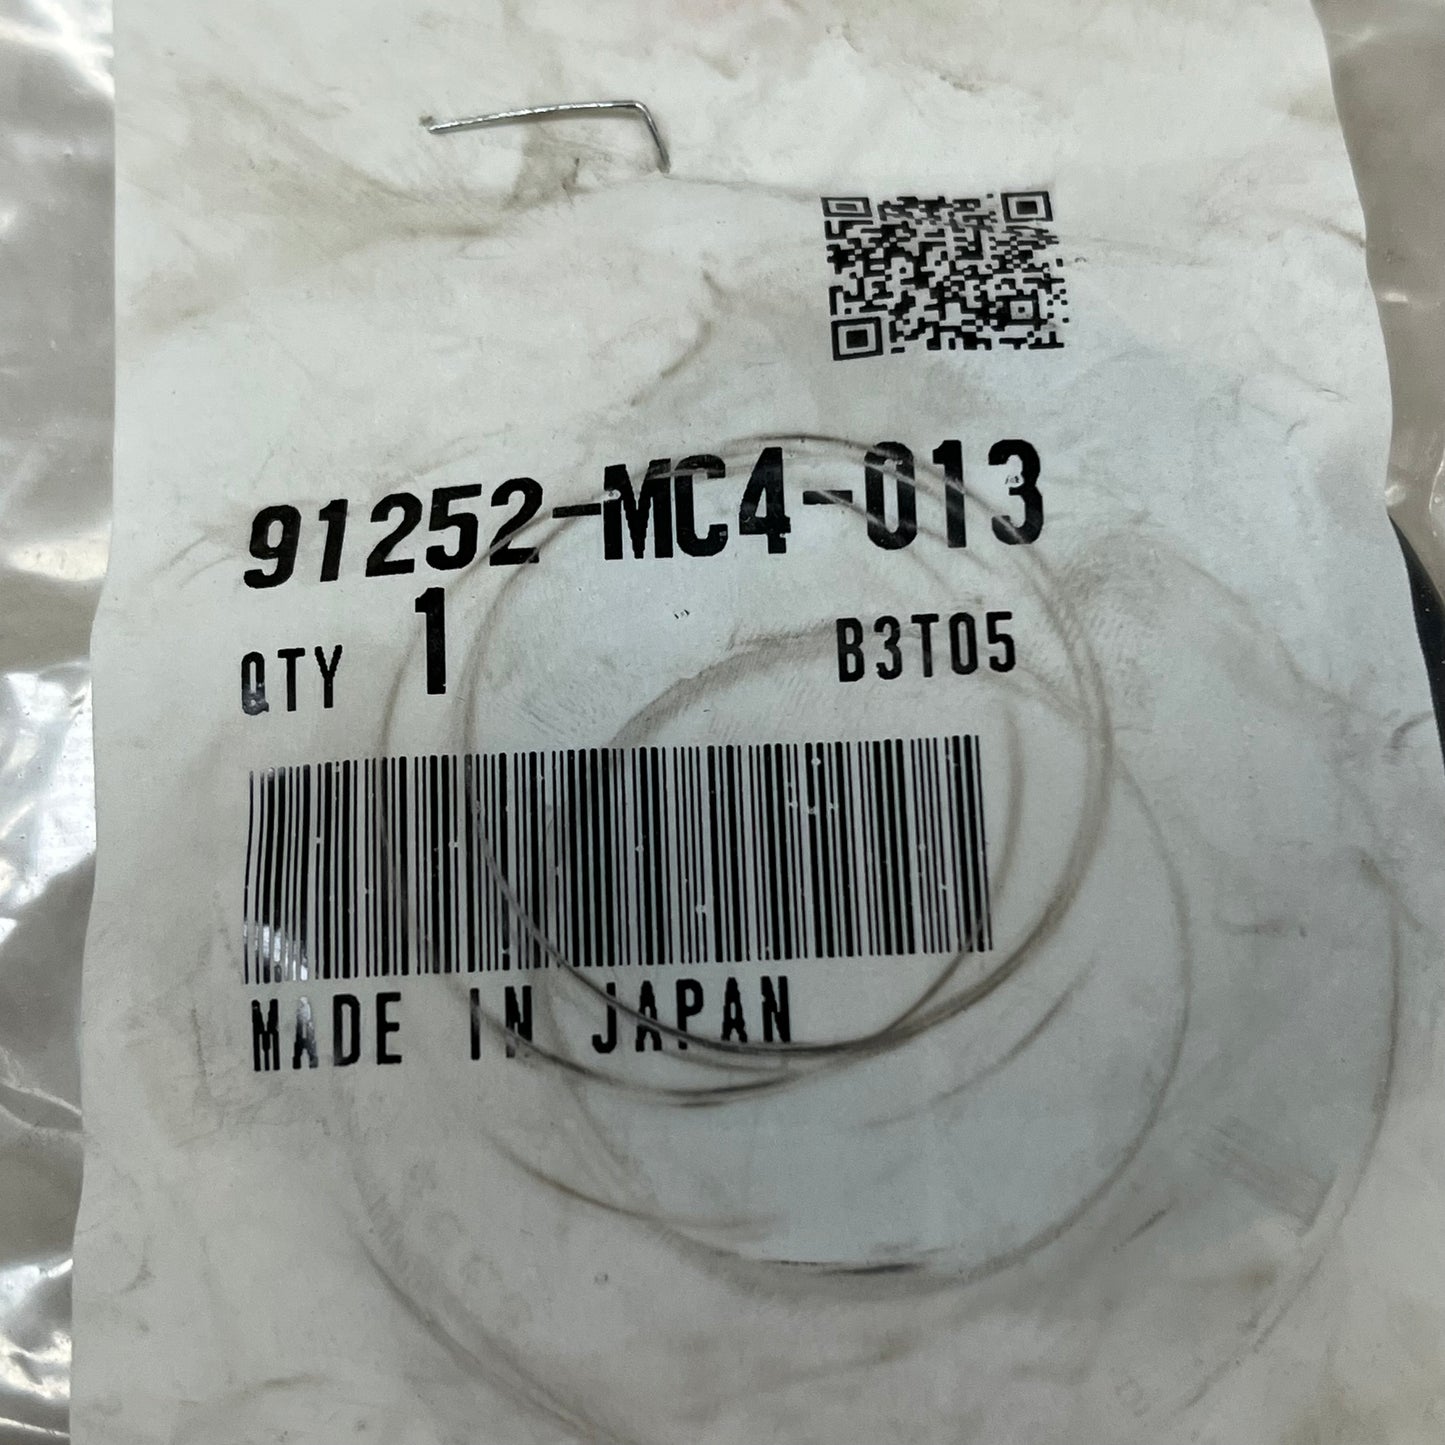 91252-MC4-013
QTY 1 B3T05
MADE IN JAPAN